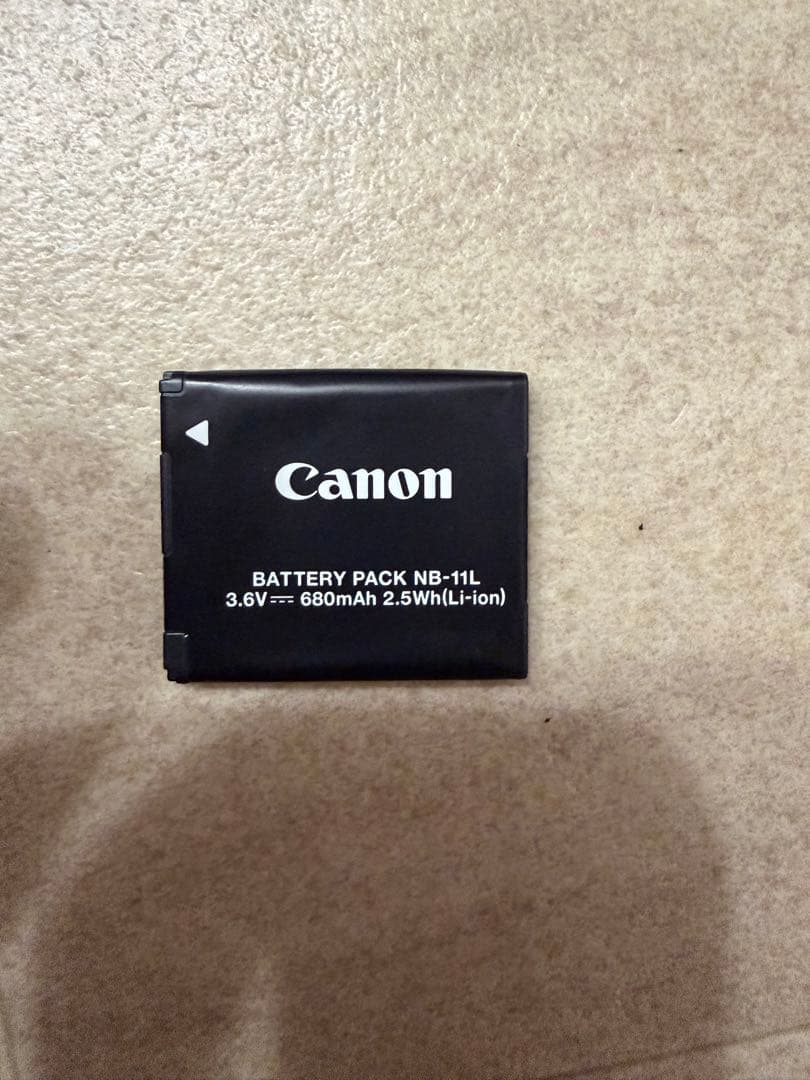 Canon
BATTERY PACK NB-11L
3.6V⎓ 680mAh 2.5Wh(Li-ion)